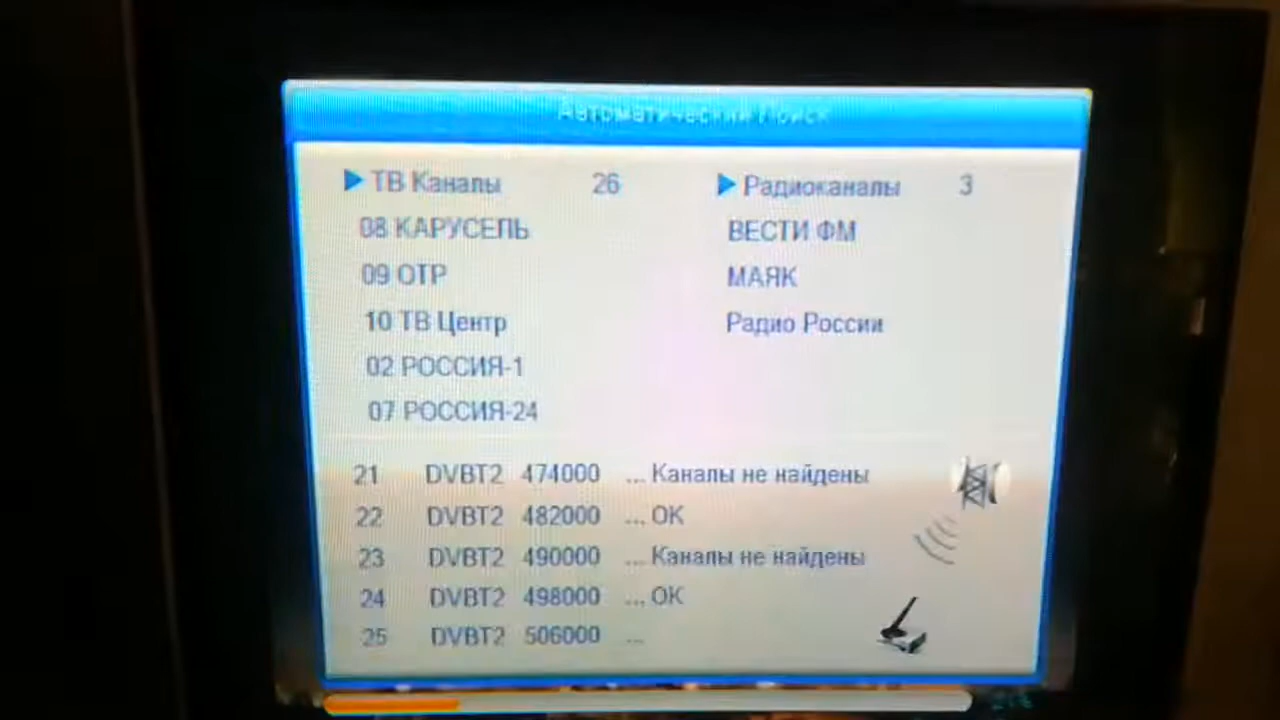 Автоматический Поиск
ТВ Каналы 26 Радиоканалы 3
08 КАРУСЕЛЬ ВЕСТИ ФМ
09 ОТР МАЯК
10 ТВ Центр Радио России
02 РОССИЯ-1
07 РОССИЯ-24
21 DVBT2 474000 ... Каналы не найдены
22 DVBT2 482000 ... OK
23 DVBT2 490000 ... Каналы не найдены
24 DVBT2 498000 ... OK
25 DVBT2 506000 ...